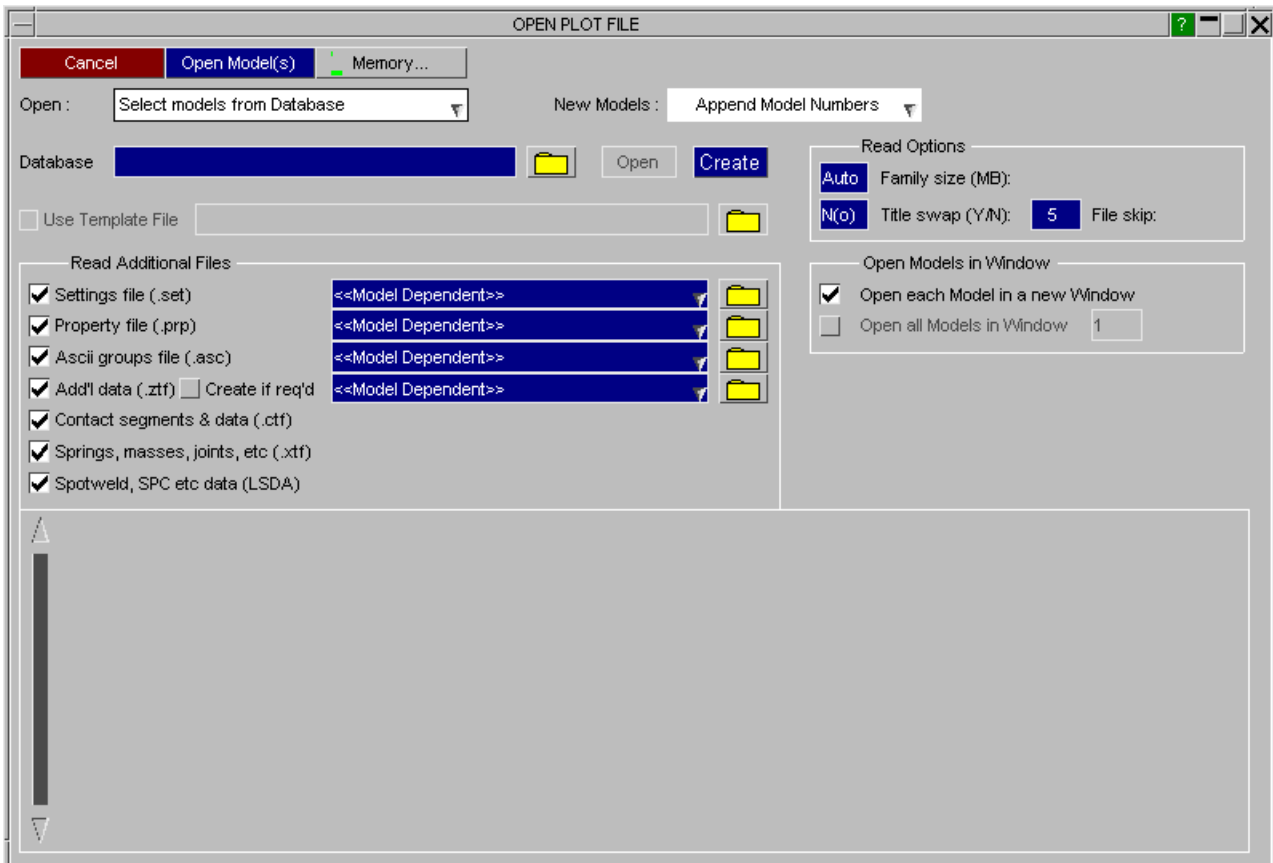 OPEN PLOT FILE ?
Cancel Open Model(s) Memory...
Open : Select models from Database New Models : Append Model Numbers
Database Open Create
Read Options
Auto Family size (MB):
N(o) Title swap (Y/N): 5 File skip:
Use Template File
Read Additional Files
Settings file (.set) <<Model Dependent>>
Property file (.prp) <<Model Dependent>>
Ascii groups file (.asc) <<Model Dependent>>
Add'l data (.ztf) Create if req'd <<Model Dependent>>
Contact segments & data (.ctf)
Springs, masses, joints, etc (.xtf)
Spotweld, SPC etc data (LSDA)
Open Models in Window
Open each Model in a new Window
Open all Models in Window 1